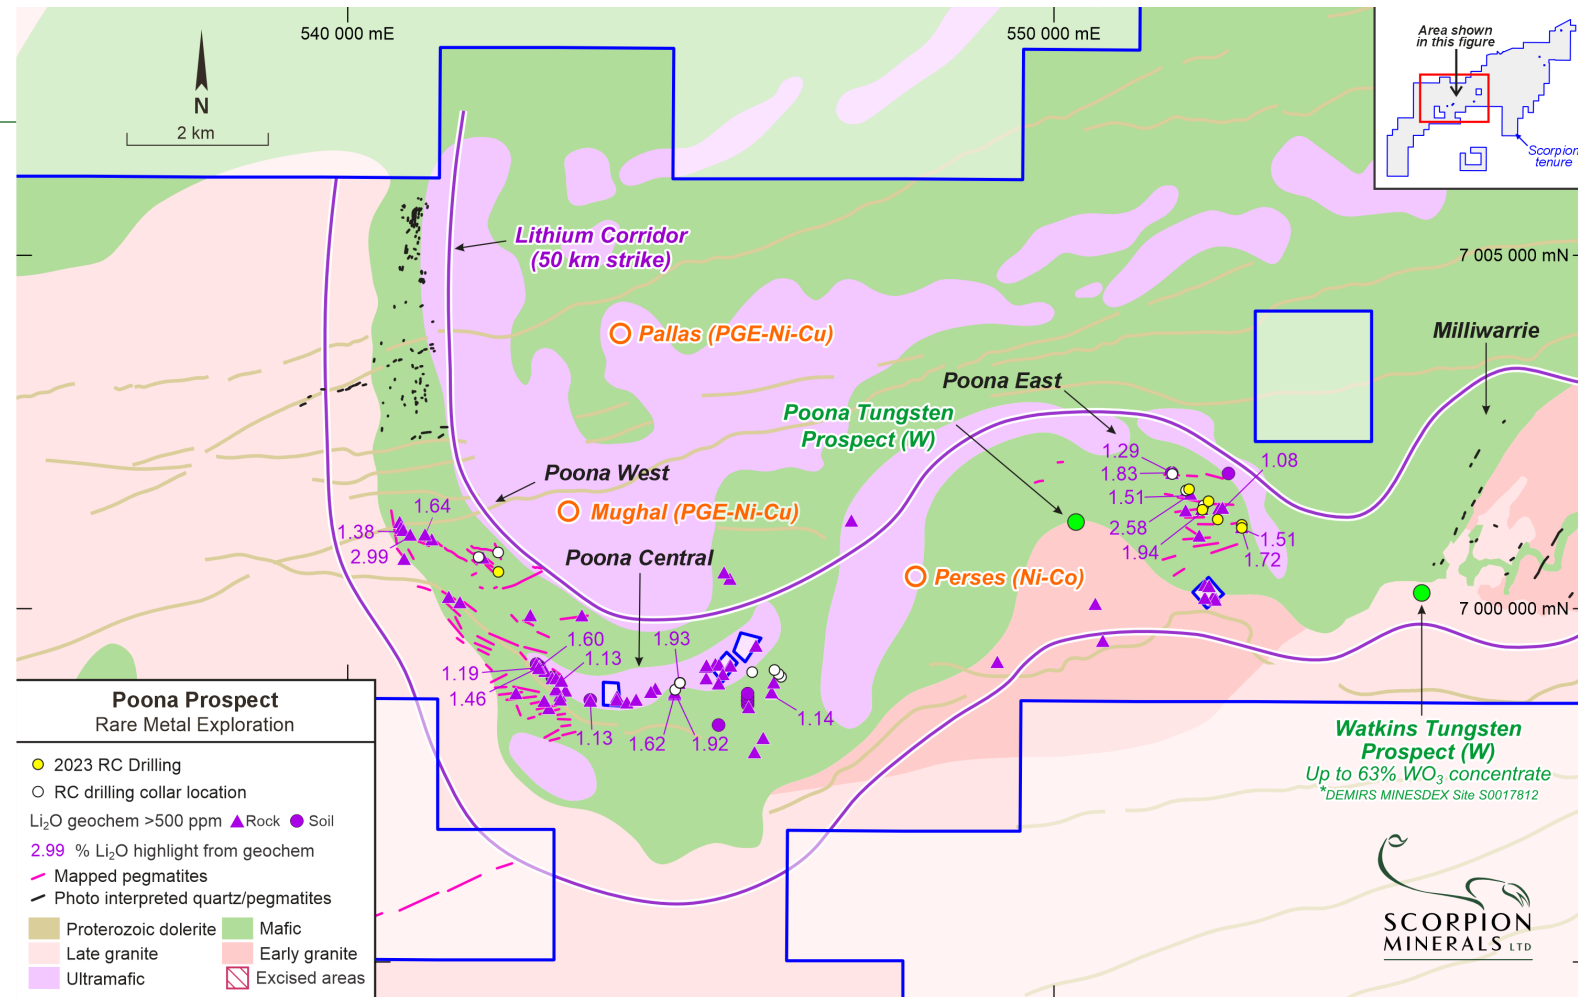 540 000 mE
550 000 mE
Area shown
in this figure
N
2 km
Scorpion
tenure
Lithium Corridor
(50 km strike)
7 005 000 mN
Pallas (PGE-Ni-Cu)
Milliwarrie
Poona East
Poona Tungsten
Prospect (W)
1.29
1.08
1.83
Poona West
1.51
1.64
Mughal (PGE-Ni-Cu)
2.58
1.38
1.51
1.94
2.99
Poona Central
1.72
Perses (Ni-Co)
7 000 000 mN
1.60
1.93
1.13
1.19
1.46
1.14
1.13
1.62
1.92
Watkins Tungsten
Prospect (W)
Up to 63% WO3 concentrate
*DEMIRS MINESDEX Site S0017812
Poona Prospect
Rare Metal Exploration
2023 RC Drilling
RC drilling collar location
Li2O geochem >500 ppm Rock Soil
2.99 % Li2O highlight from geochem
Mapped pegmatites
Photo interpreted quartz/pegmatites
Proterozoic dolerite Mafic
Late granite Early granite
Ultramafic Excised areas
SCORPION
MINERALS LTD